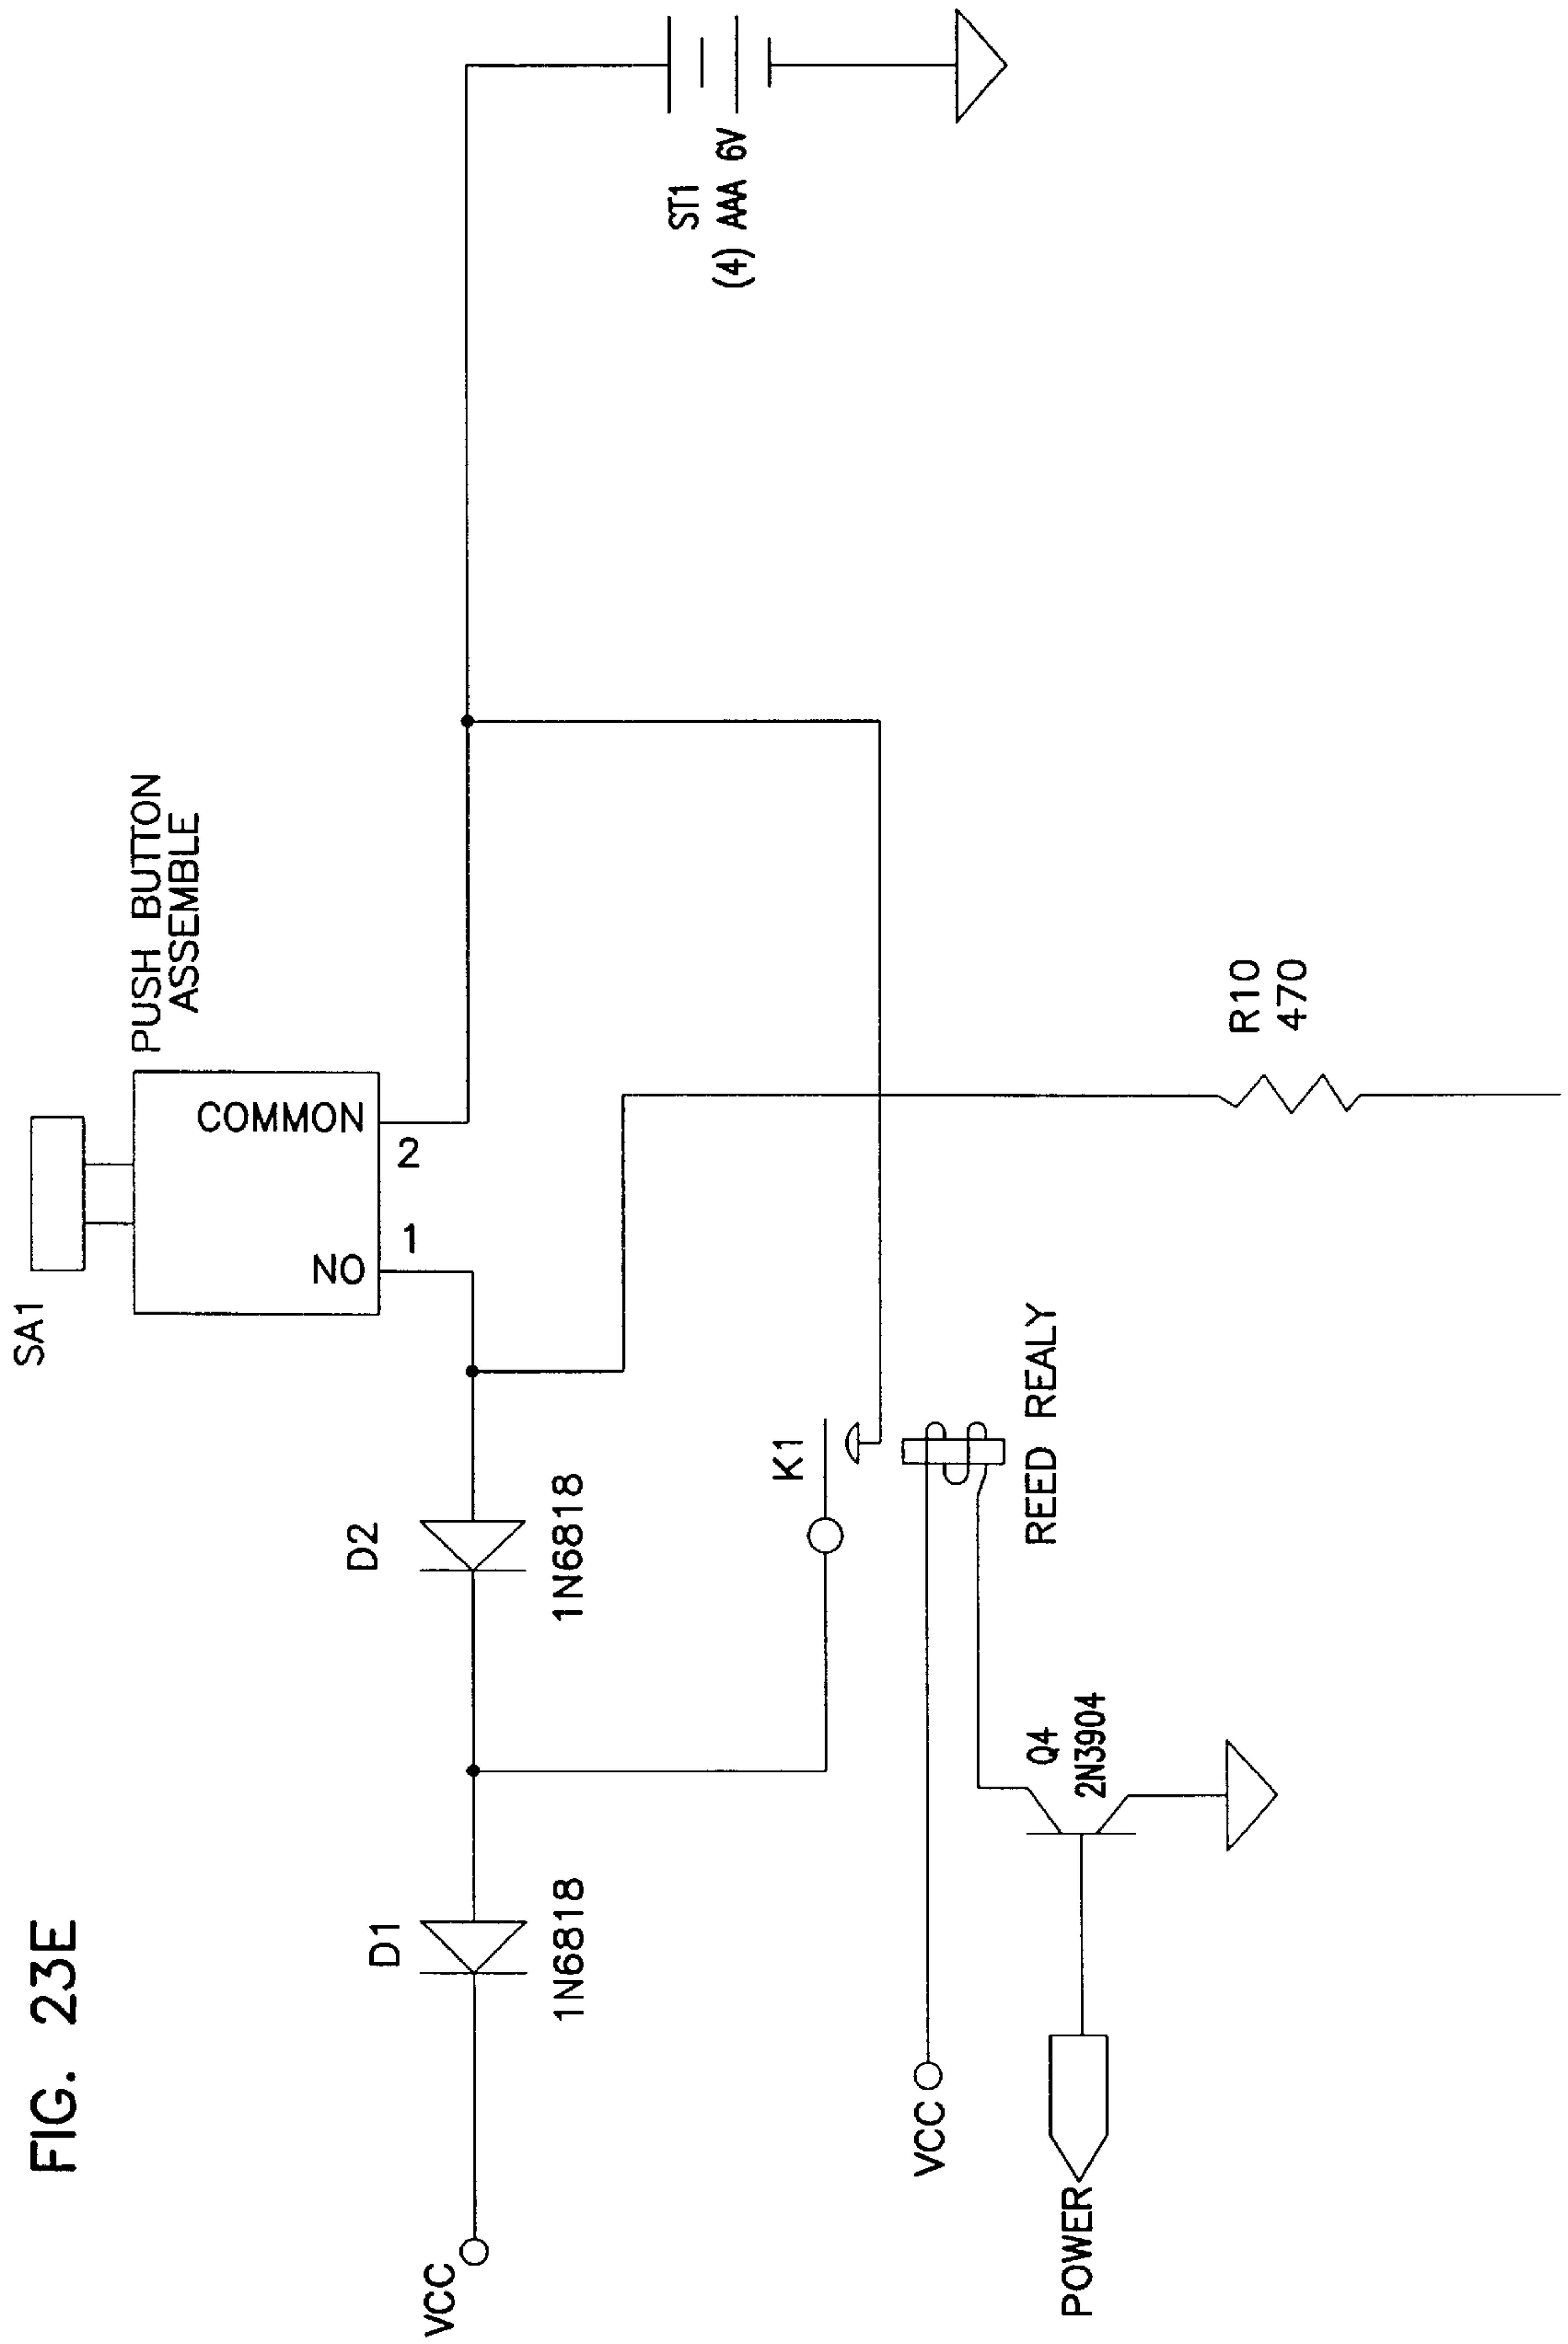 FIG. 23E
SA1
PUSH BUTTON
ASSEMBLE
NO
COMMON
1
2
D1
D2
VCC
1N6818
1N6818
ST1
(4) AAA 6V
K1
VCC
REED REALY
Q4
2N3904
POWER
R10
470